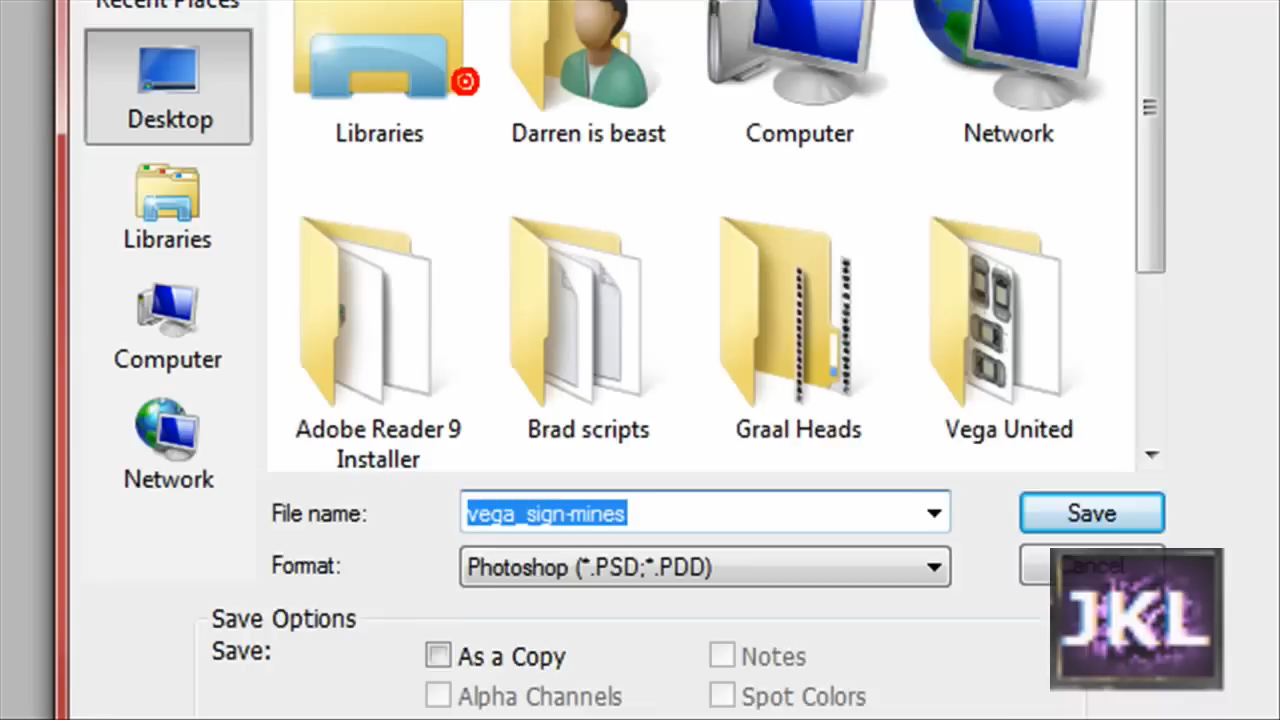 Recent Places
Desktop
Libraries
Computer
Network
Libraries
Darren is beast
Computer
Network
Adobe Reader 9
Installer
Brad scripts
Graal Heads
Vega United
File name:
vega_sign-mines
Save
Format:
Photoshop (*.PSD;*.PDD)
Cancel
JKL
Save Options
Save:
As a Copy
Notes
Alpha Channels
Spot Colors